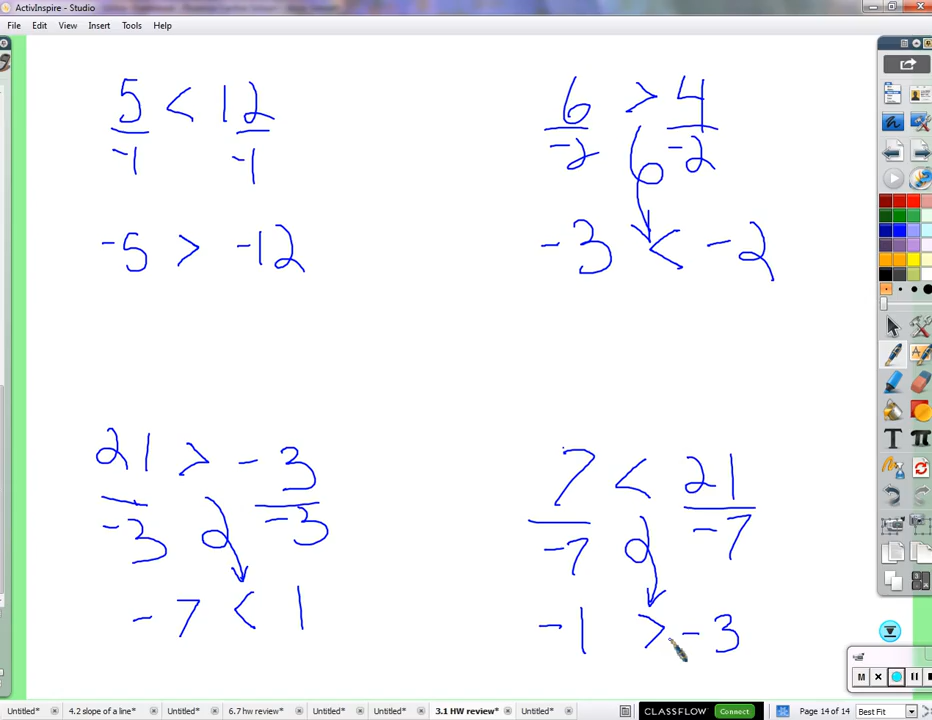 ActivInspire - Studio
File Edit View Insert Tools Help
5 < 12
-1 -1
-5 > -12
6 > 4
-2 -2
-3 < -2
21 > -3
-3 -3
-7 < 1
7 < 21
-7 -7
-1 > -3
M
Untitled* 4.2 slope of a line* Untitled* 6.7 hw review* Untitled* Untitled* 3.1 HW review* Untitled* CLASSFLOW Connect Page 14 of 14 Best Fit